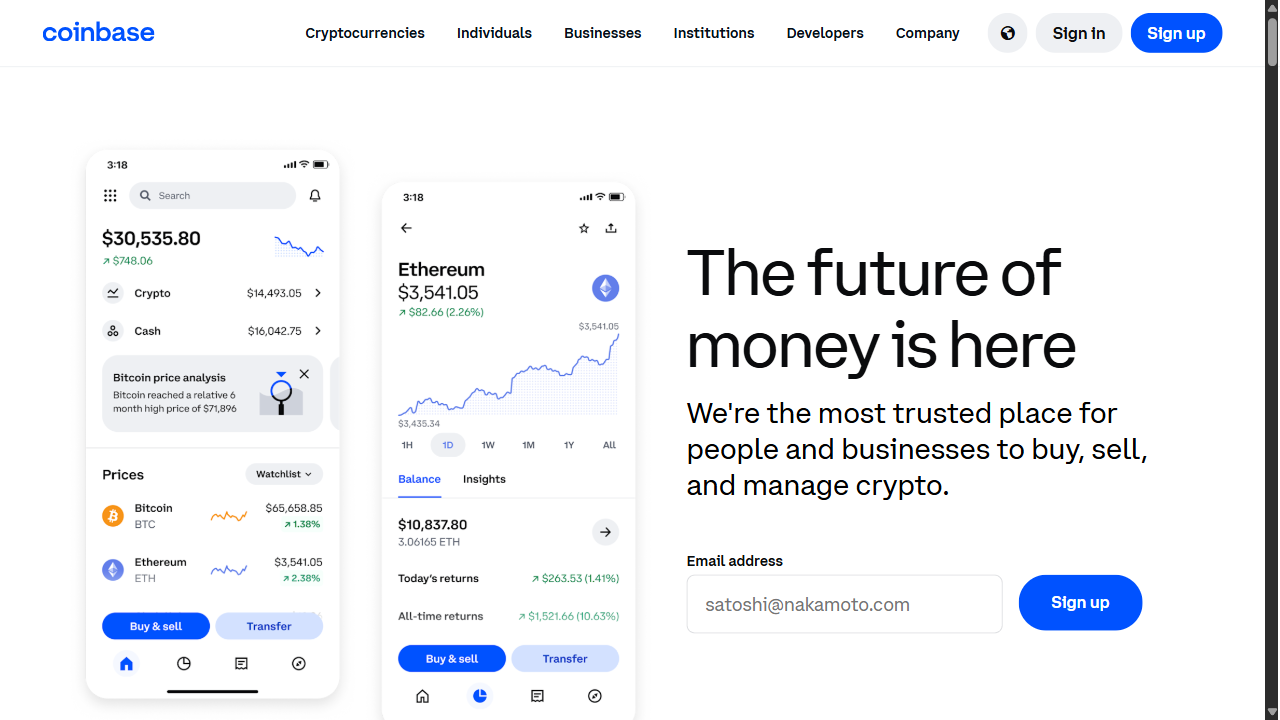 coinbase
Cryptocurrencies Individuals Businesses Institutions Developers Company Sign in Sign up
3:18
Search
$30,535.80
↗ $748.06
Crypto $14,493.05
Cash $16,042.75
Bitcoin price analysis
Bitcoin reached a relative 6
month high price of $71,896
Prices Watchlist
Bitcoin $65,658.85
BTC ↗ 1.38%
Ethereum $3,541.05
ETH ↗ 2.38%
Buy & sell Transfer
3:18
Ethereum
$3,541.05
↗ $82.66 (2.26%)
$3,541.05
$3,435.34
1H 1D 1W 1M 1Y All
Balance Insights
$10,837.80
3.06165 ETH
Today's returns ↗ $263.53 (1.41%)
All-time returns ↗ $1,521.66 (10.63%)
Buy & sell Transfer
The future of
money is here
We're the most trusted place for
people and businesses to buy, sell,
and manage crypto.
Email address
satoshi@nakamoto.com
Sign up